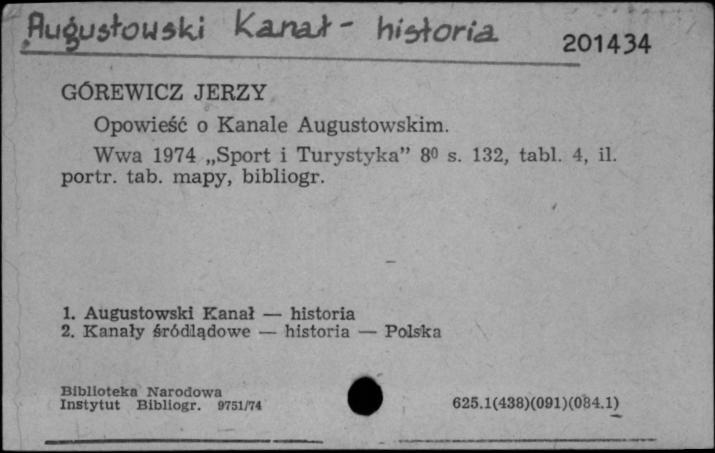 Augustowski Kanał - historia
201434
GÓREWICZ JERZY
Opowieść o Kanale Augustowskim.
Wwa 1974 „Sport i Turystyka” 8⁰ s. 132, tabl. 4, il.
portr. tab. mapy, bibliogr.
1. Augustowski Kanał — historia
2. Kanały śródlądowe — historia — Polska
Biblioteka Narodowa
Instytut Bibliogr. 9751/74
625.1(438)(091)(084.1)